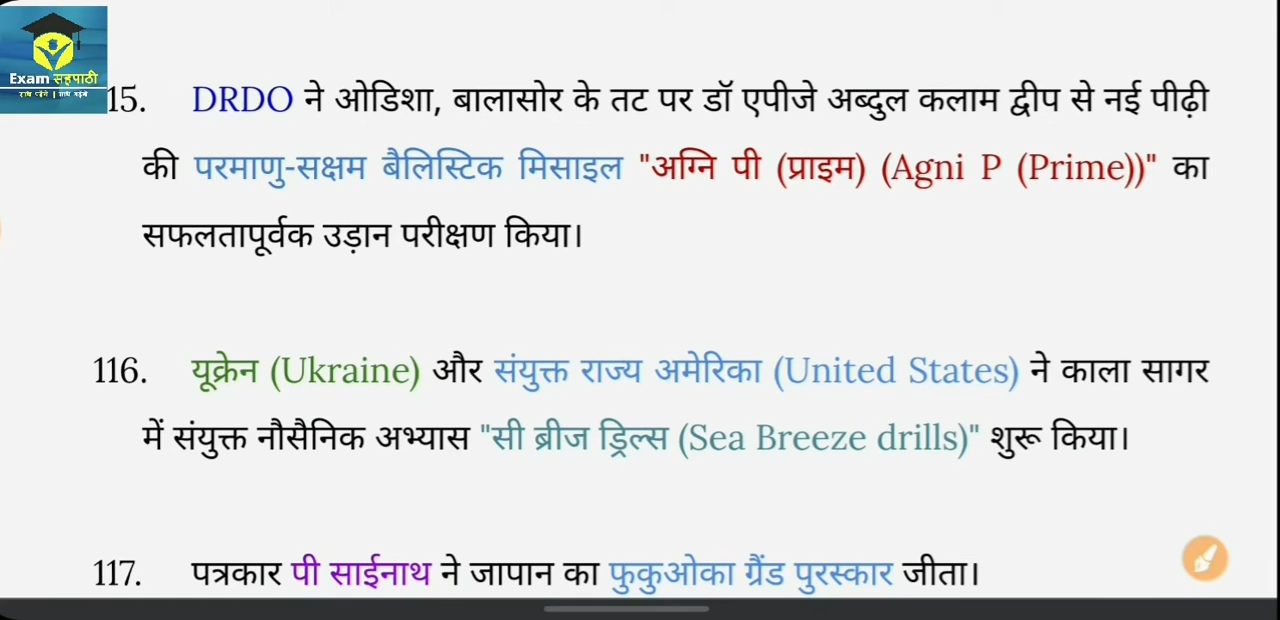 Exam सहपाठी
साथ पढ़ेंगे | साथ बढ़ेंगे
15. DRDO ने ओडिशा, बालासोर के तट पर डॉ एपीजे अब्दुल कलाम द्वीप से नई पीढ़ी
की परमाणु-सक्षम बैलिस्टिक मिसाइल "अग्नि पी (प्राइम) (Agni P (Prime))" का
सफलतापूर्वक उड़ान परीक्षण किया।
116. यूक्रेन (Ukraine) और संयुक्त राज्य अमेरिका (United States) ने काला सागर
में संयुक्त नौसैनिक अभ्यास "सी ब्रीज ड्रिल्स (Sea Breeze drills)" शुरू किया।
117. पत्रकार पी साईनाथ ने जापान का फुकुओका ग्रैंड पुरस्कार जीता।